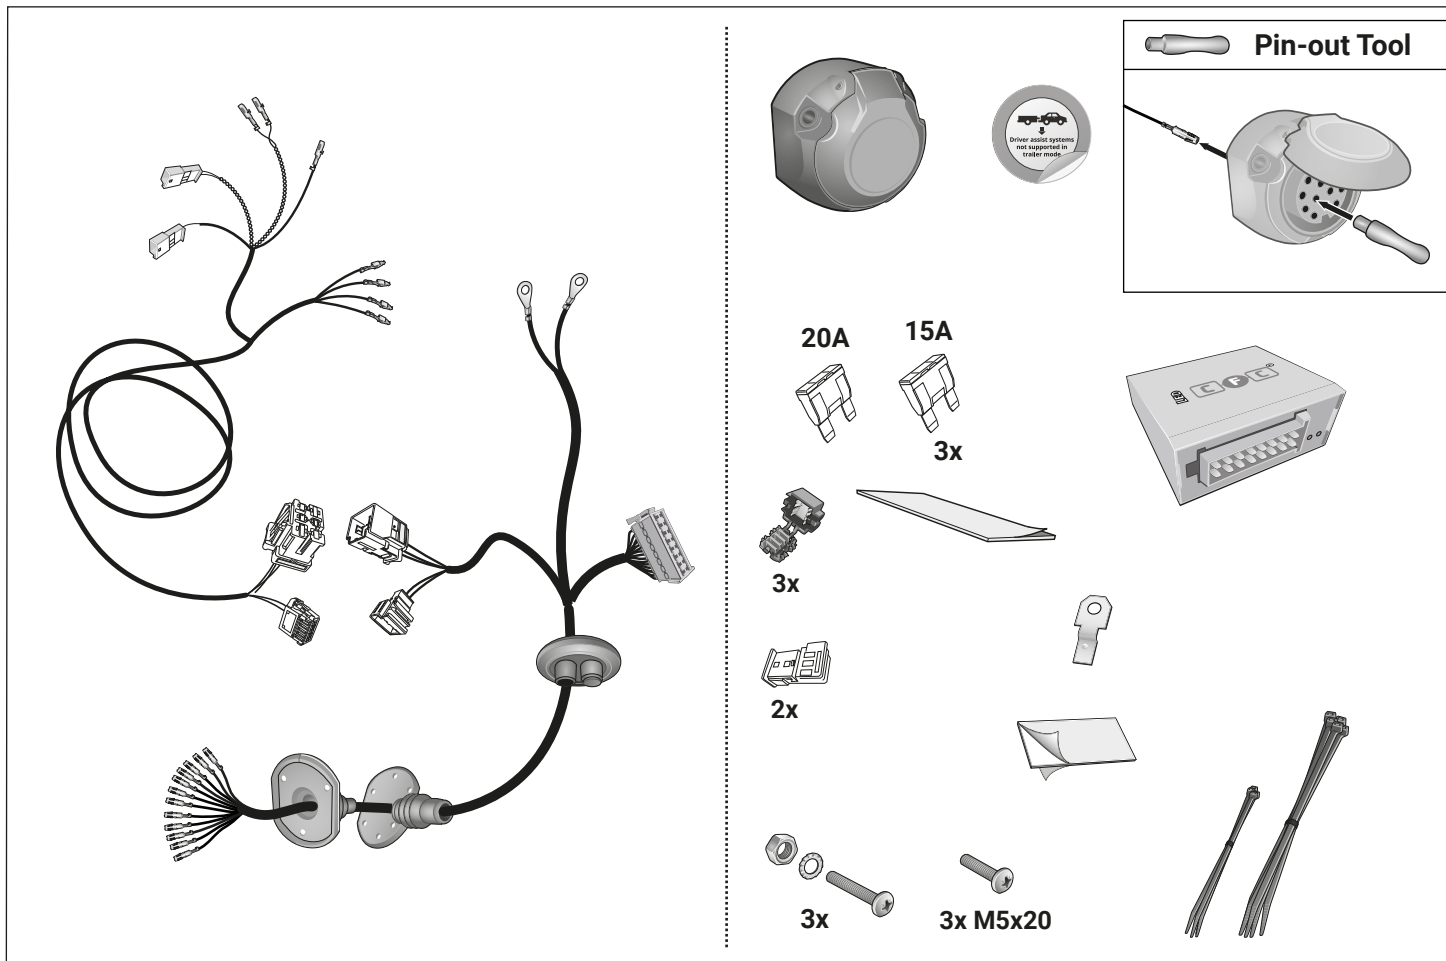 Pin-out Tool
Driver assist systems
not supported in
trailer mode
20A
15A
3x
C F C
3x
2x
3x
3x M5x20